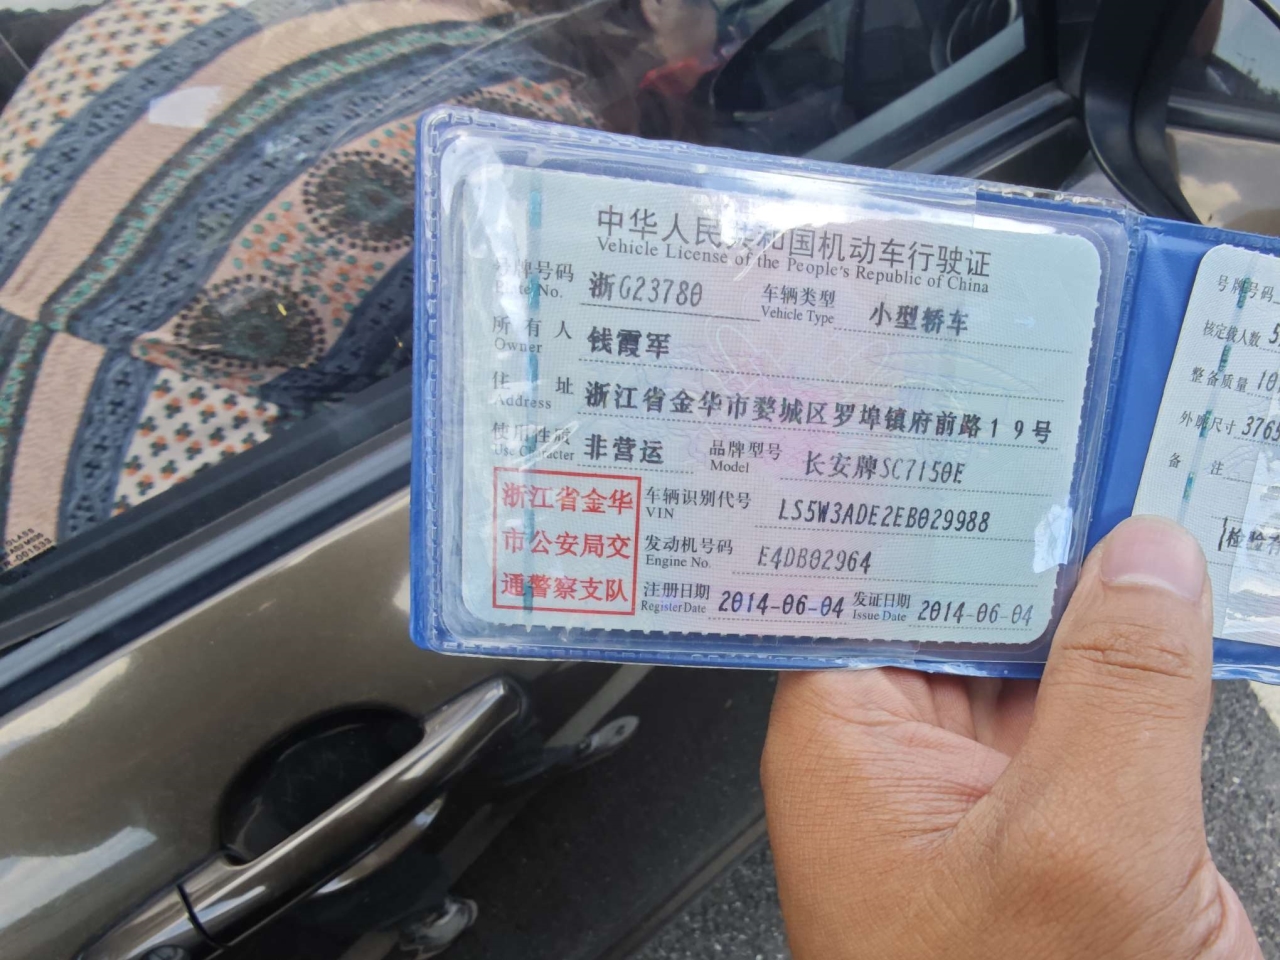 中华人民共和国机动车行驶证
Vehicle License of the People's Republic of China
号牌号码 浙G23780 车辆类型 小型轿车
Plate No. Vehicle Type
所有人 钱霞军
Owner
住址 浙江省金华市婺城区罗埠镇府前路19号
Address
使用性质 非营运 品牌型号 长安牌SC7150E
Use Character Model
浙江省金华
市公安局交
通警察支队
车辆识别代号 LS5W3ADE2EB029988
VIN
发动机号码 E4DB02964
Engine No.
注册日期 2014-06-04 发证日期 2014-06-04
Register Date Issue Date
号牌号码
核定载人数
整备质量
外廓尺寸
备注
检验